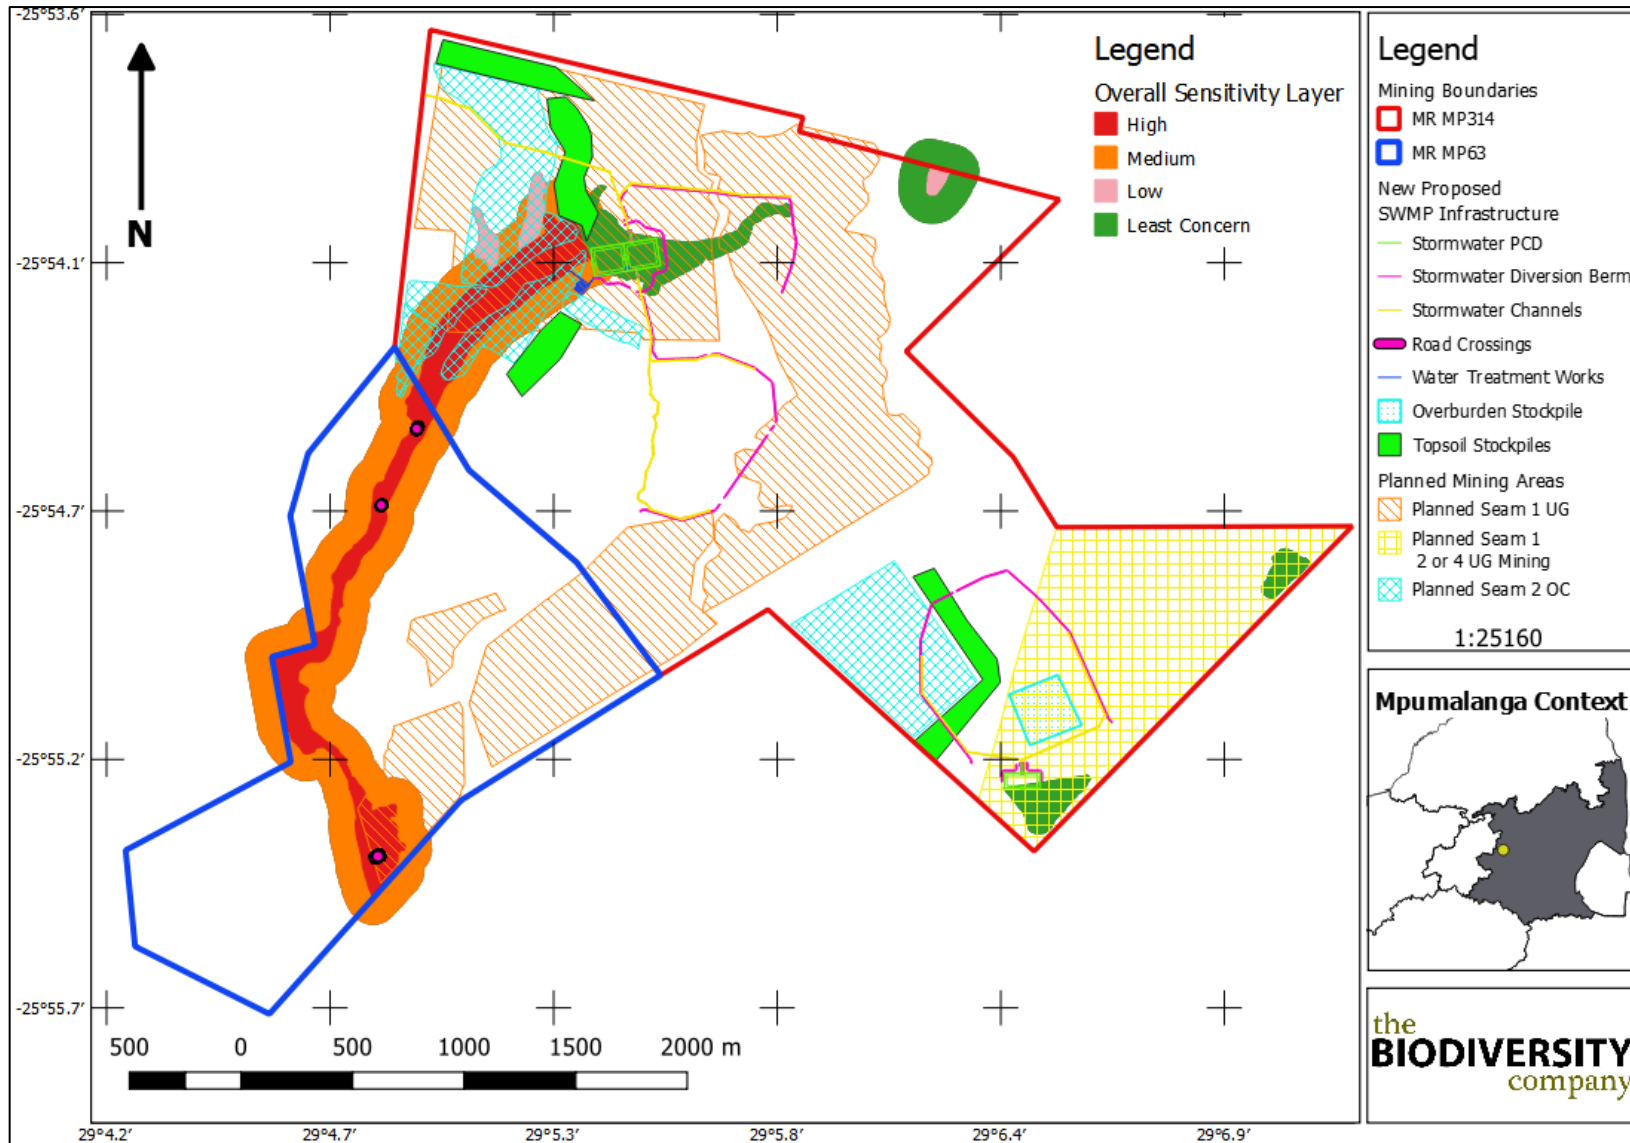 -25°53.6'
-25°54.1'
-25°54.7'
-25°55.2'
-25°55.7'
29°4.2'
29°4.7'
29°5.3'
29°5.8'
29°6.4'
29°6.9'
N
500 0 500 1000 1500 2000 m
Legend
Overall Sensitivity Layer
High
Medium
Low
Least Concern
Legend
Mining Boundaries
MR MP314
MR MP63
New Proposed
SWMP Infrastructure
Stormwater PCD
Stormwater Diversion Berm
Stormwater Channels
Road Crossings
Water Treatment Works
Overburden Stockpile
Topsoil Stockpiles
Planned Mining Areas
Planned Seam 1 UG
Planned Seam 1
2 or 4 UG Mining
Planned Seam 2 OC
1:25160
Mpumalanga Context
the
BIODIVERSITY
company